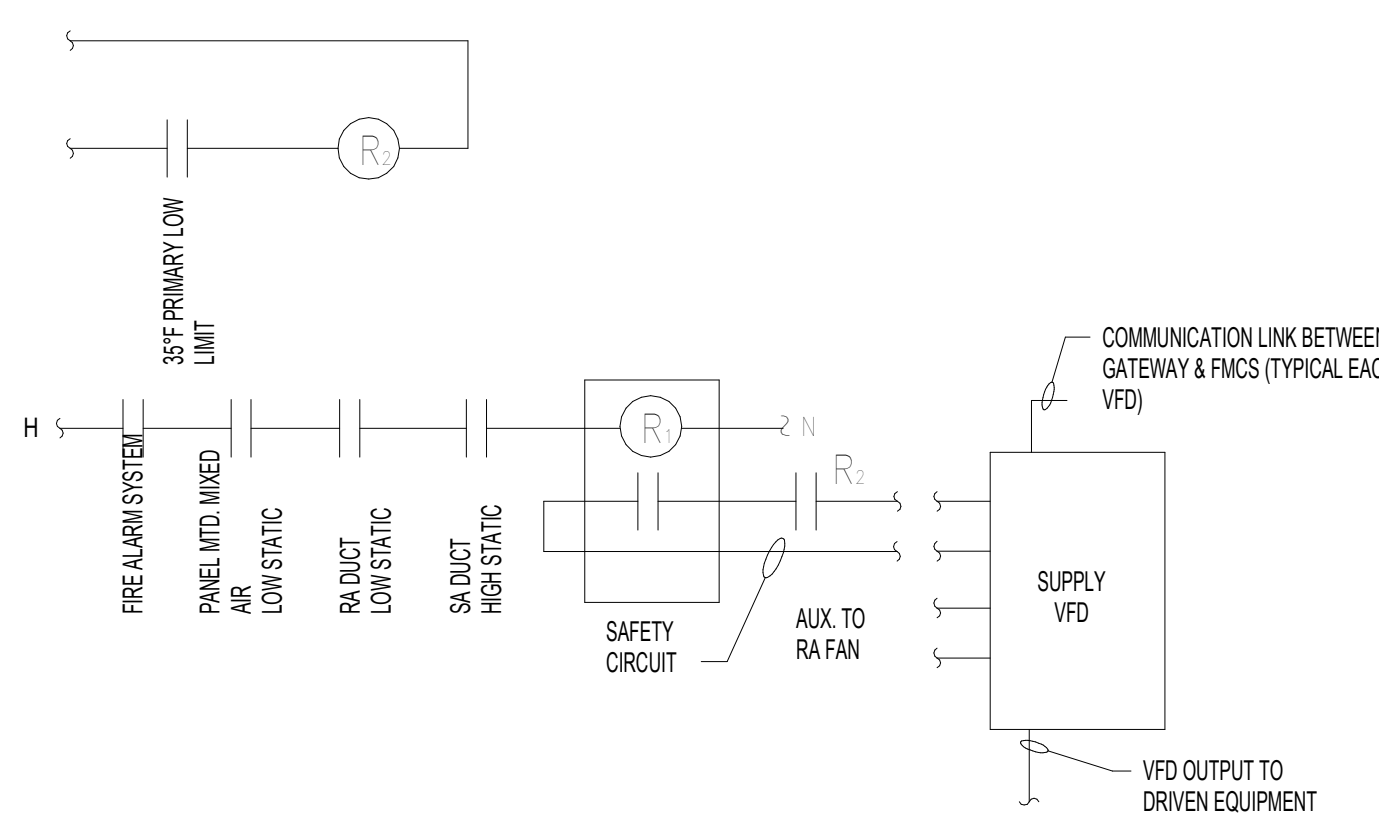 R2
35°F PRIMARY LOW
LIMIT
H
R1
N
R2
FIRE ALARM SYSTEM
PANEL MTD. MIXED
AIR
LOW STATIC
RA DUCT
LOW STATIC
SA DUCT
HIGH STATIC
SAFETY
CIRCUIT
AUX. TO
RA FAN
COMMUNICATION LINK BETWEEN
GATEWAY & FMCS (TYPICAL EAC
VFD)
SUPPLY
VFD
VFD OUTPUT TO
DRIVEN EQUIPMENT